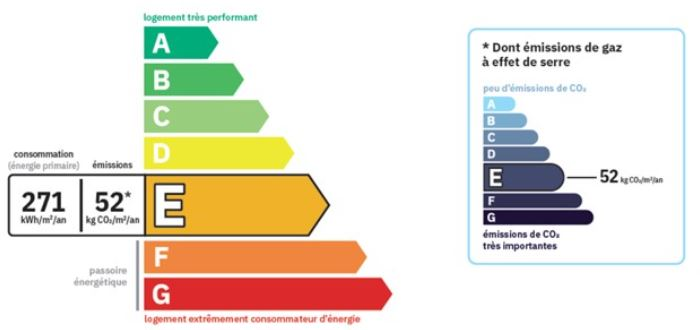 logement très performant
A
B
C
D
consommation
(énergie primaire)
émissions
271
kWh/m²/an
52*
kg CO₂/m²/an
E
F
G
passoire
énergétique
logement extrêmement consommateur d'énergie
* Dont émissions de gaz
à effet de serre
peu d'émissions de CO₂
A
B
C
D
E
52 kg CO₂/m²/an
F
G
émissions de CO₂
très importantes